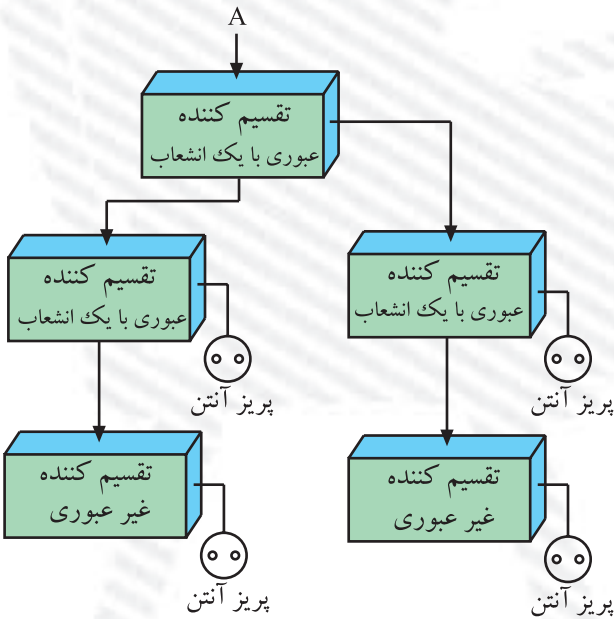 A
تقسیم کننده
عبوری با یک انشعاب
تقسیم کننده
عبوری با یک انشعاب
پریز آنتن
تقسیم کننده
عبوری با یک انشعاب
پریز آنتن
تقسیم کننده
غیر عبوری
پریز آنتن
تقسیم کننده
غیر عبوری
پریز آنتن